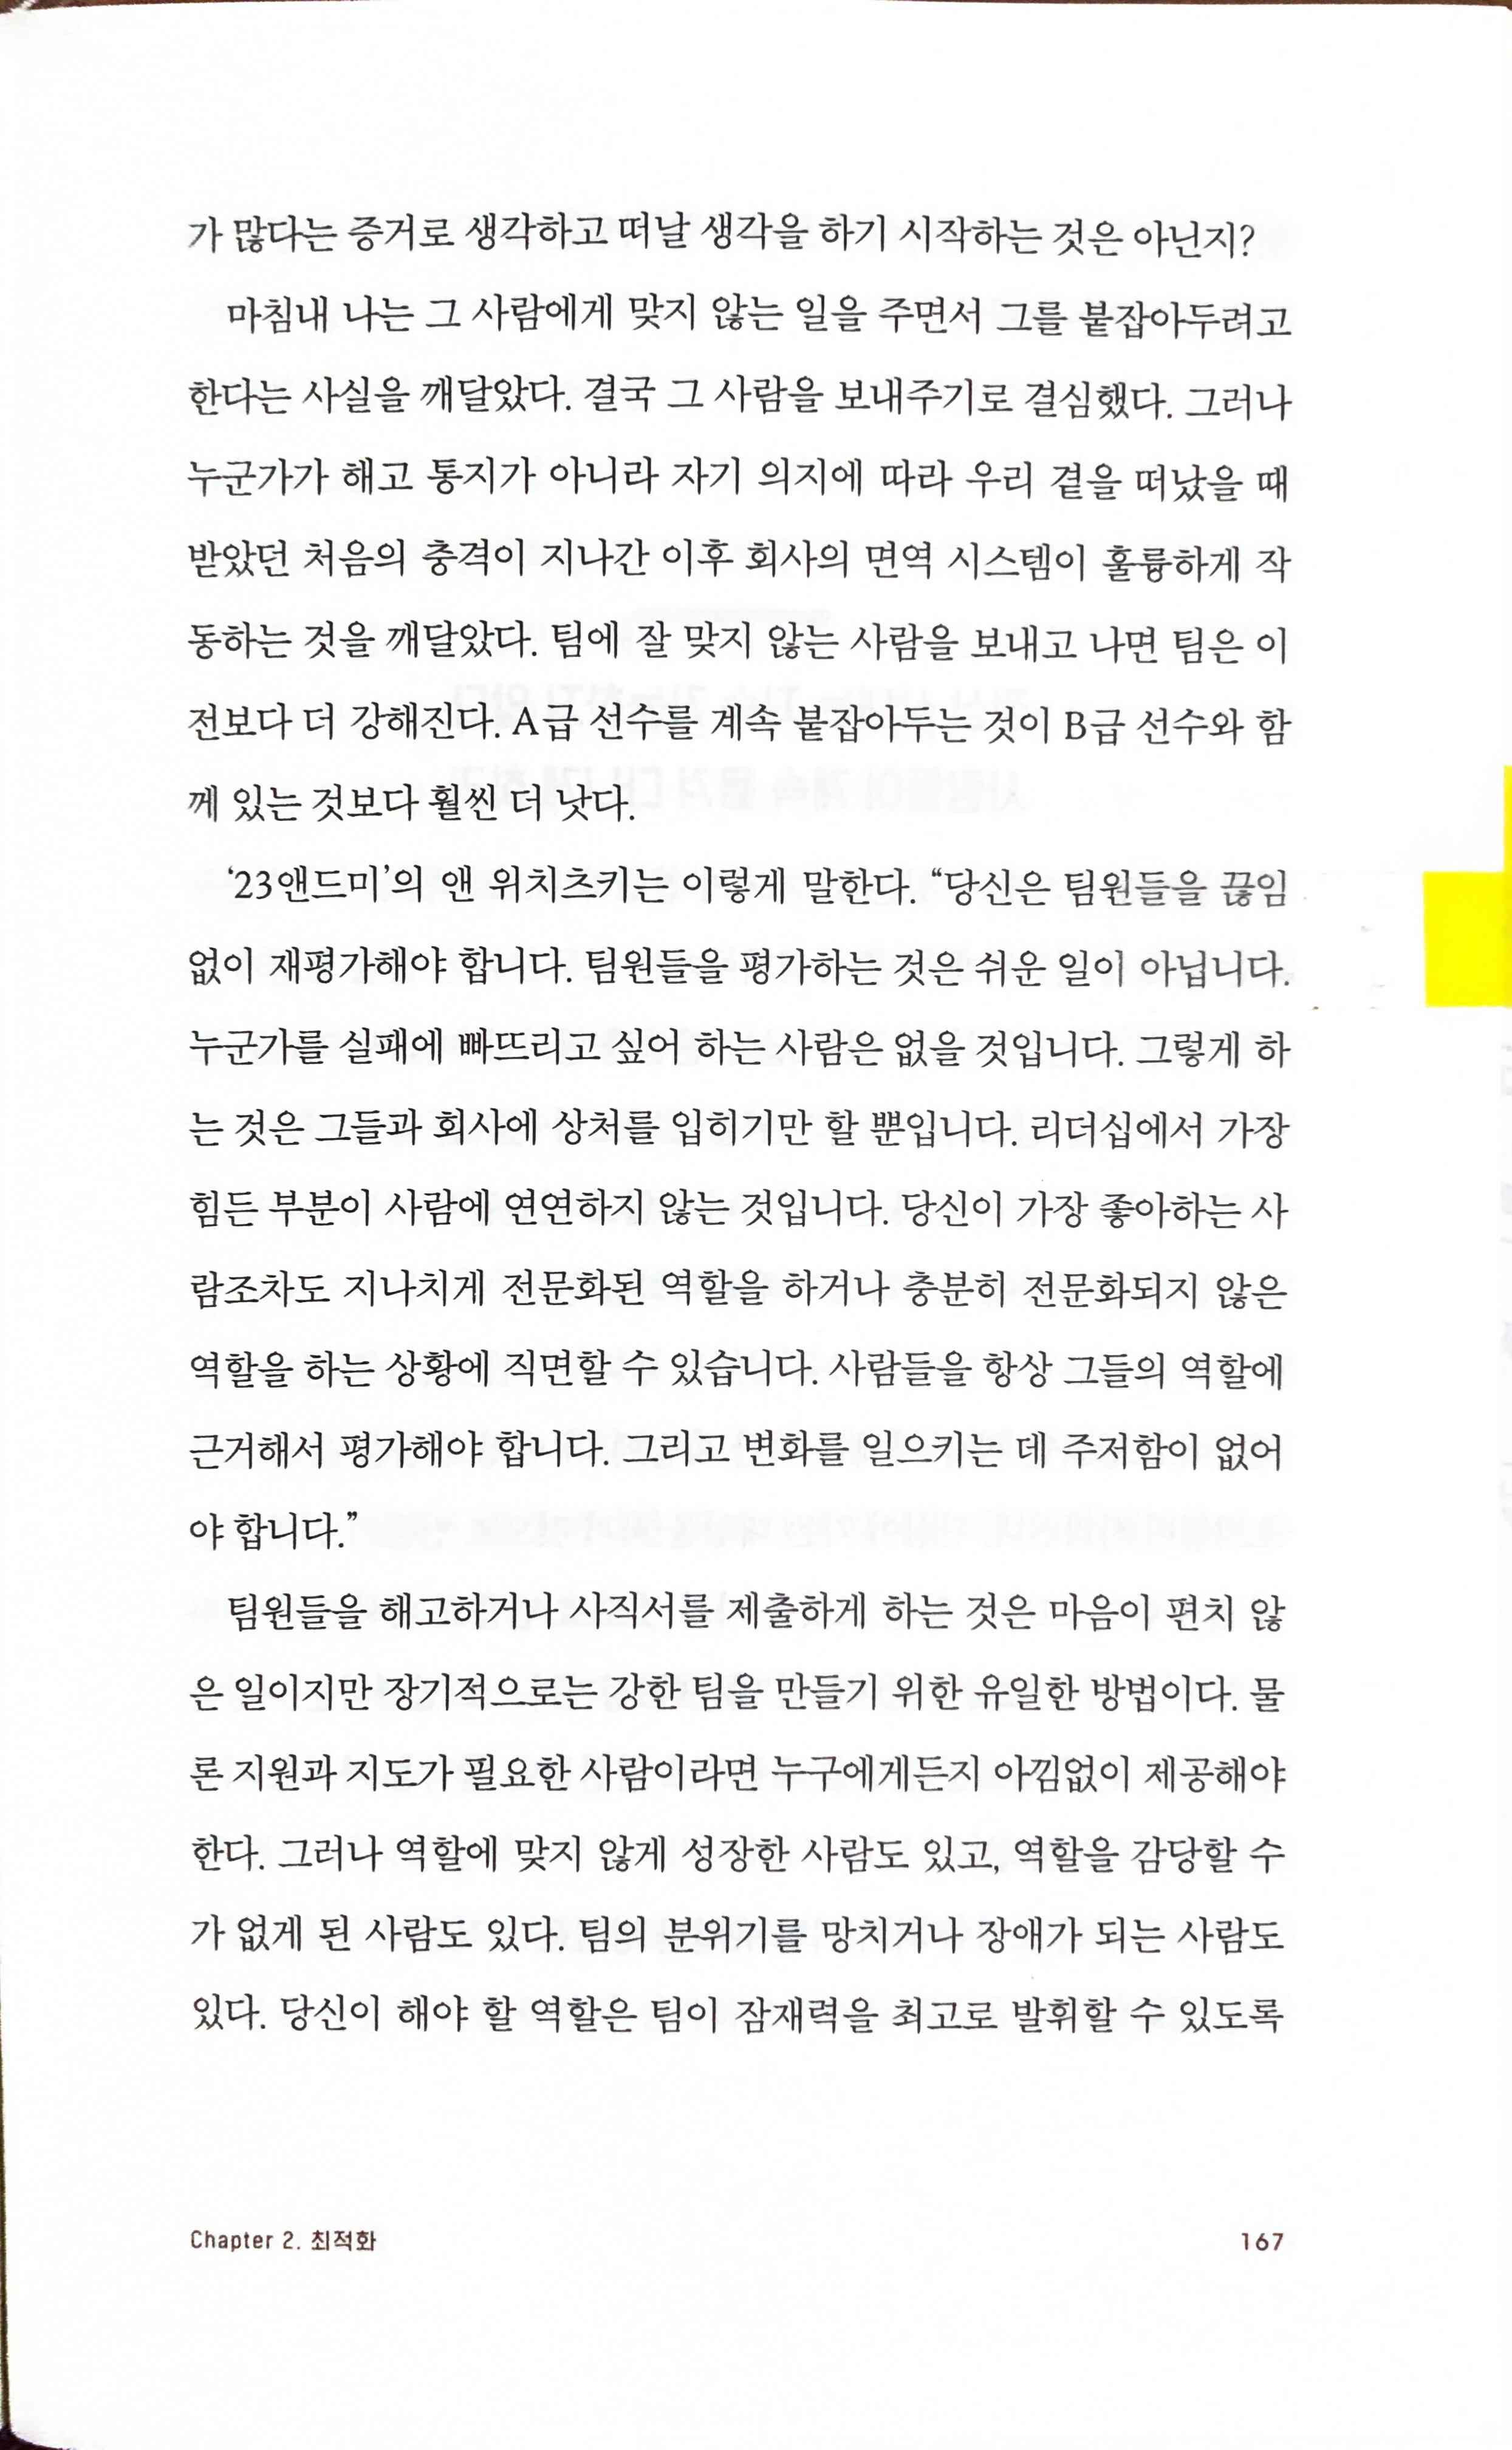 가 많다는 증거로 생각하고 떠날 생각을 하기 시작하는 것은 아닌지?
마침내 나는 그 사람에게 맞지 않는 일을 주면서 그를 붙잡아두려고
한다는 사실을 깨달았다. 결국 그 사람을 보내주기로 결심했다. 그러나
누군가가 해고 통지가 아니라 자기 의지에 따라 우리 곁을 떠났을 때
받았던 처음의 충격이 지나간 이후 회사의 면역 시스템이 훌륭하게 작
동하는 것을 깨달았다. 팀에 잘 맞지 않는 사람을 보내고 나면 팀은 이
전보다 더 강해진다. A급 선수를 계속 붙잡아두는 것이 B급 선수와 함
께 있는 것보다 훨씬 더 낫다.
‘23앤드미’의 앤 위치츠키는 이렇게 말한다. “당신은 팀원들을 끊임
없이 재평가해야 합니다. 팀원들을 평가하는 것은 쉬운 일이 아닙니다.
누군가를 실패에 빠뜨리고 싶어 하는 사람은 없을 것입니다. 그렇게 하
는 것은 그들과 회사에 상처를 입히기만 할 뿐입니다. 리더십에서 가장
힘든 부분이 사람에 연연하지 않는 것입니다. 당신이 가장 좋아하는 사
람조차도 지나치게 전문화된 역할을 하거나 충분히 전문화되지 않은
역할을 하는 상황에 직면할 수 있습니다. 사람들을 항상 그들의 역할에
근거해서 평가해야 합니다. 그리고 변화를 일으키는 데 주저함이 없어
야 합니다.”
팀원들을 해고하거나 사직서를 제출하게 하는 것은 마음이 편치 않
은 일이지만 장기적으로는 강한 팀을 만들기 위한 유일한 방법이다. 물
론 지원과 지도가 필요한 사람이라면 누구에게든지 아낌없이 제공해야
한다. 그러나 역할에 맞지 않게 성장한 사람도 있고, 역할을 감당할 수
가 없게 된 사람도 있다. 팀의 분위기를 망치거나 장애가 되는 사람도
있다. 당신이 해야 할 역할은 팀이 잠재력을 최고로 발휘할 수 있도록
Chapter 2. 최적화
167